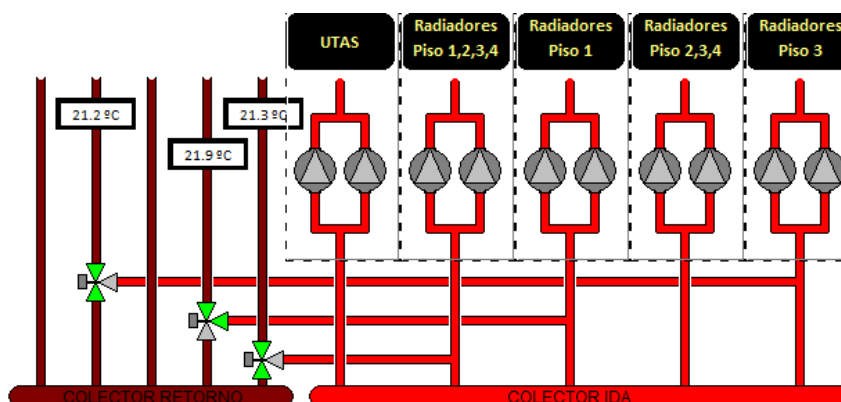 UTAS
Radiadores
Piso 1,2,3,4
Radiadores
Piso 1
Radiadores
Piso 2,3,4
Radiadores
Piso 3
21.2 ºC
21.3 ºC
21.9 ºC
COLECTOR RETORNO
COLECTOR IDA